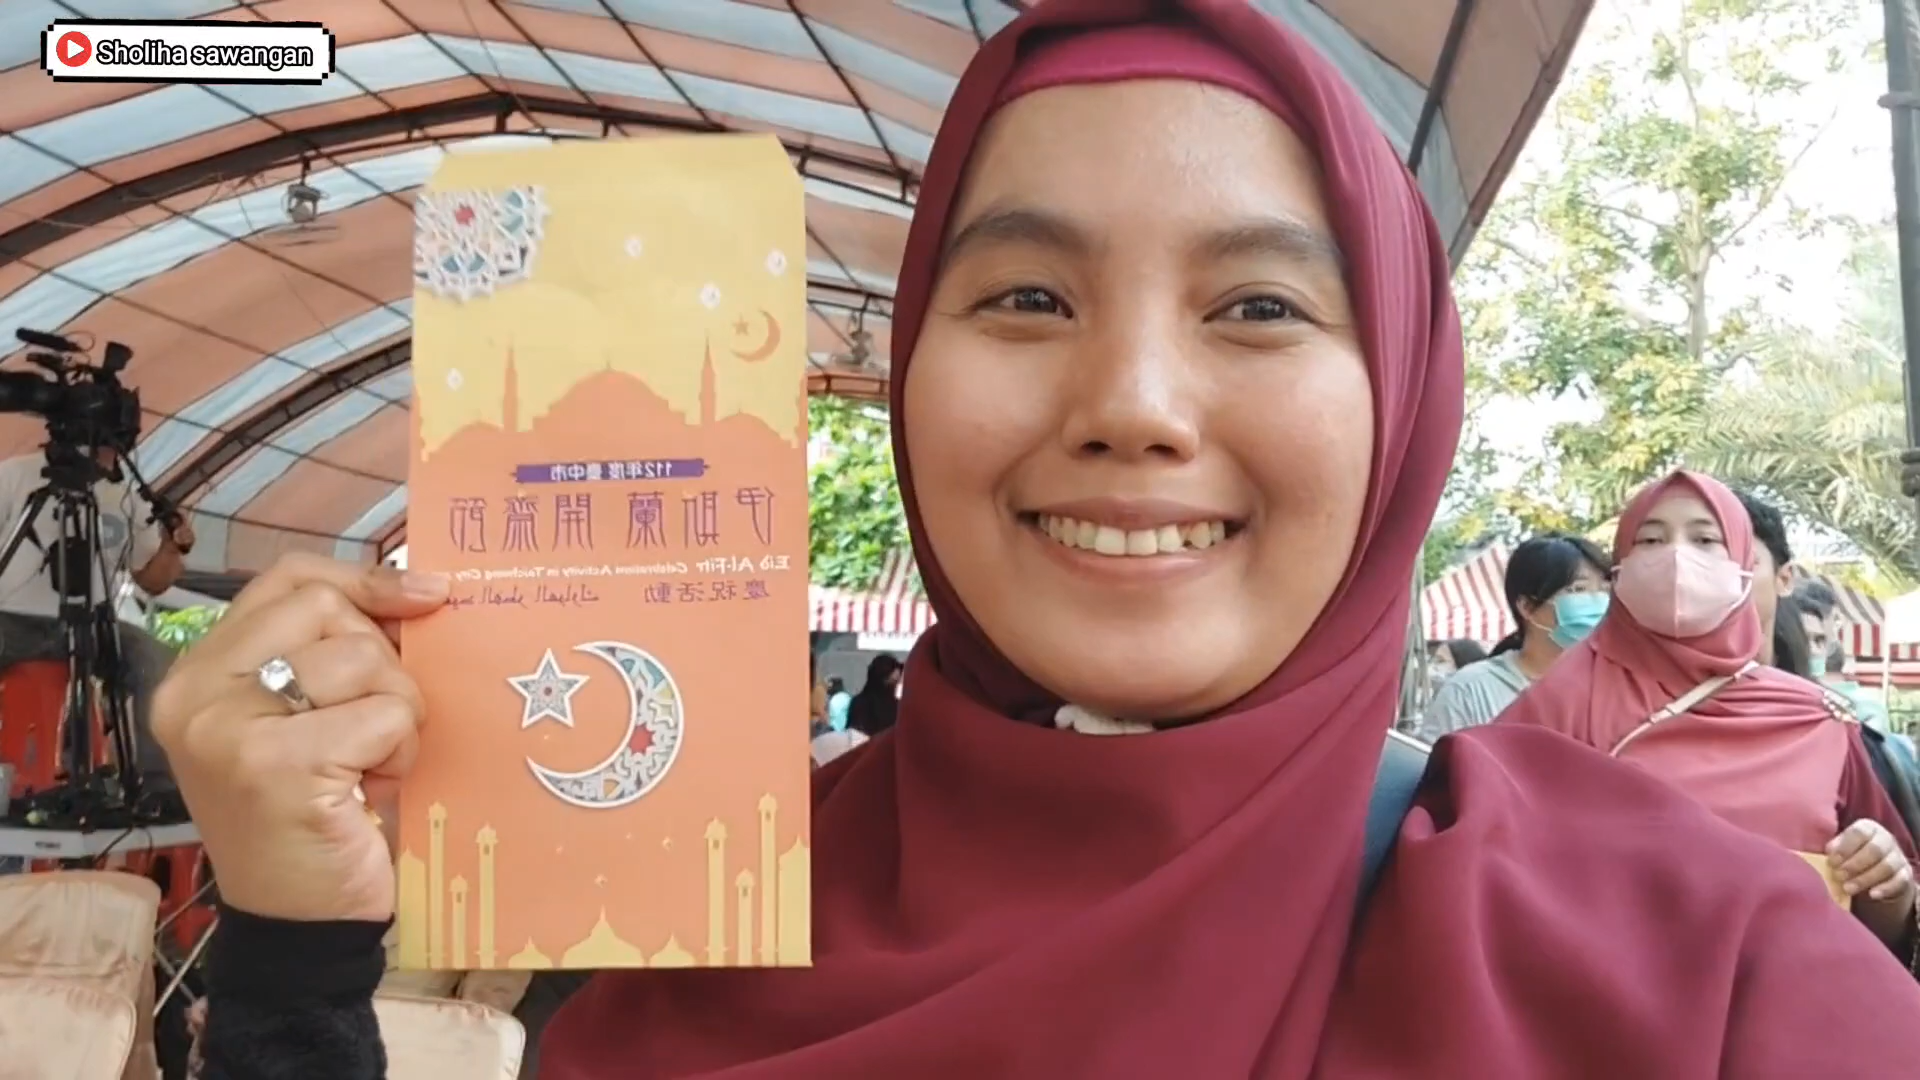 Sholiha sawangan
112年度臺中市
伊斯蘭 開齋節
Eid Al-Fitr Celebration Activity in Taichung City
慶祝活動